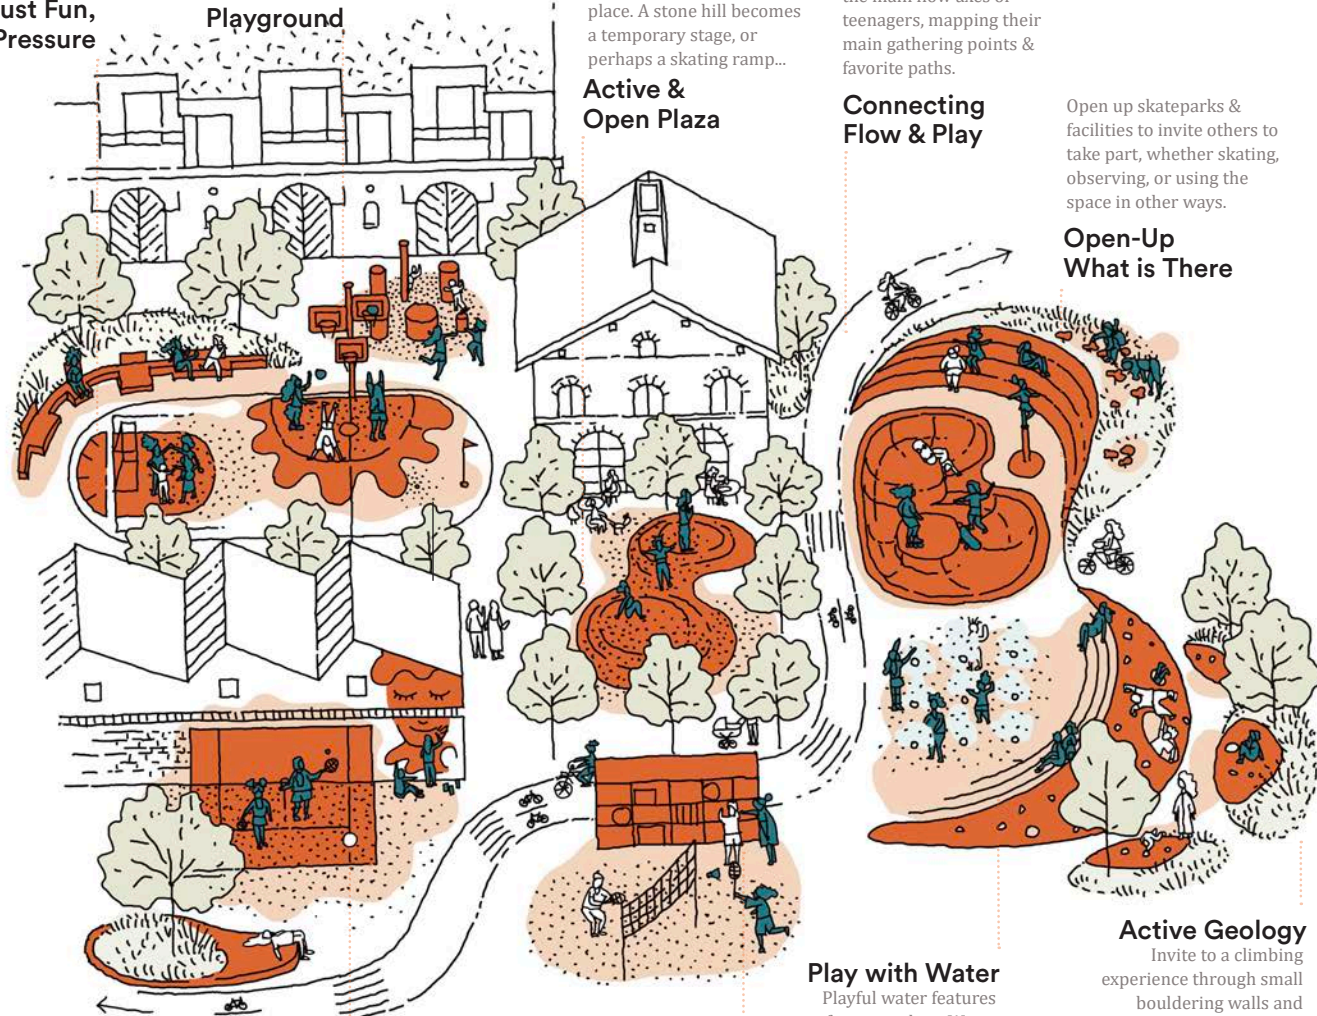 ust Fun,
Pressure
Playground
place. A stone hill becomes
a temporary stage, or
perhaps a skating ramp...
Active &
Open Plaza
teenagers, mapping their
main gathering points &
favorite paths.
Connecting
Flow & Play
Open up skateparks &
facilities to invite others to
take part, whether skating,
observing, or using the
space in other ways.
Open-Up
What is There
Play with Water
Playful water features
Active Geology
Invite to a climbing
experience through small
bouldering walls and